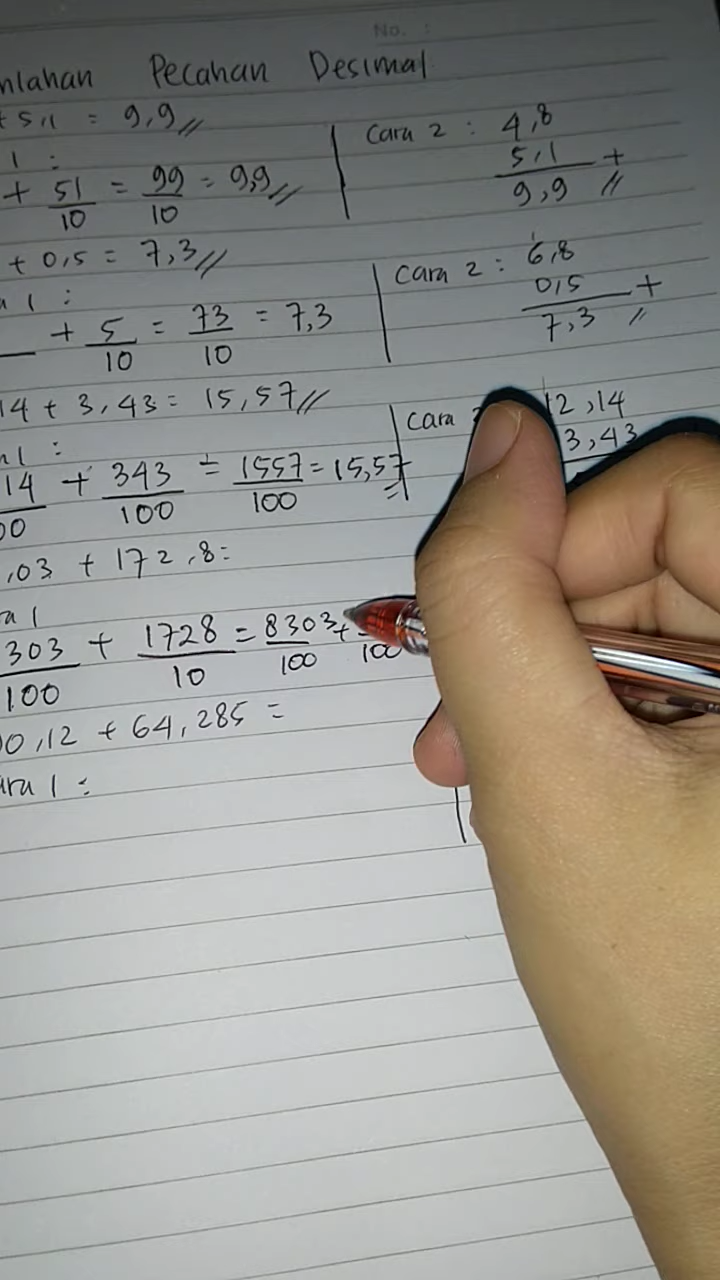 No. :
nlahan Pecahan Desimal
+ 5,1 = 9,9 //
1 :
+ 51/10 = 99/10 = 9,9 //
Cara 2 : 4,8
5,1 +
9,9 //
+ 0,5 = 7,3 //
a 1 :
+ 5/10 = 73/10 = 7,3
Cara 2 : 6,8
0,5 +
7,3 //
14 + 3,43 = 15,57 //
a 1 :
14/00 + 343/100 = 1557/100 = 15,57
Cara 12,14
3,43
,03 + 172,8 =
ra 1
303/100 + 1728/10 = 8303/100 + /100
0,12 + 64,285 =
ara 1 :